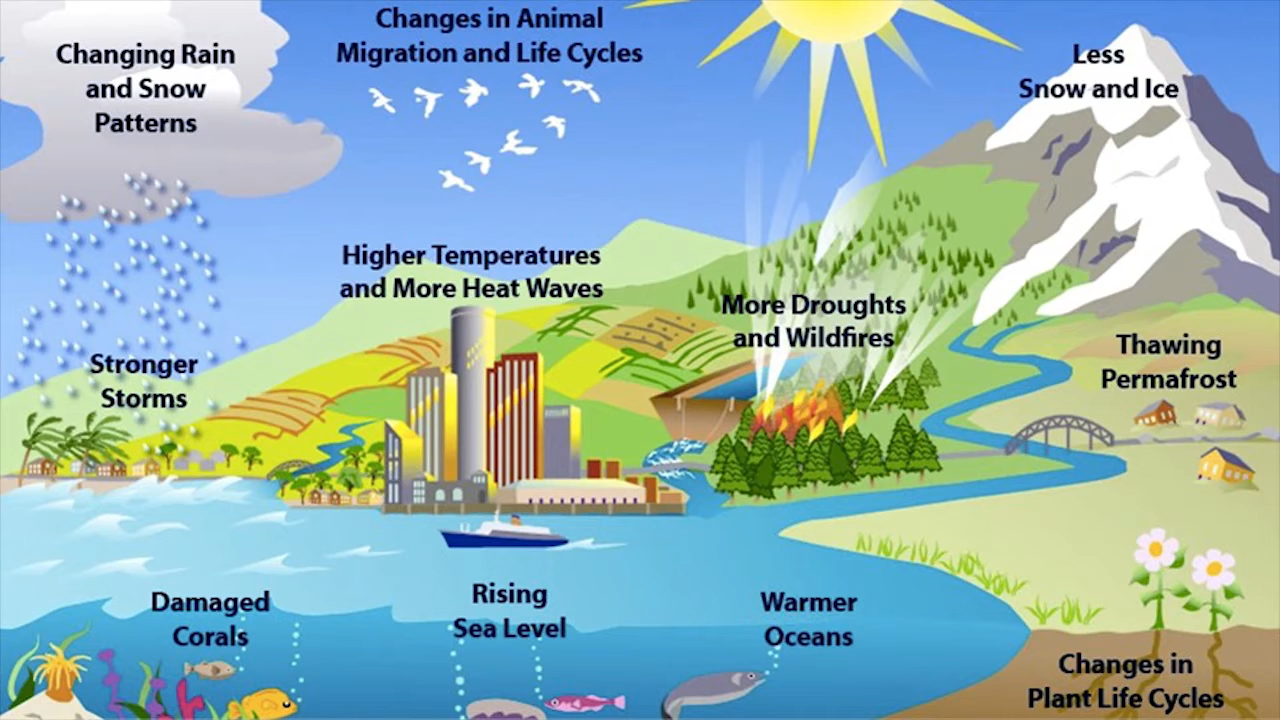 Changes in Animal
Migration and Life Cycles
Changing Rain
and Snow
Patterns
Less
Snow and Ice
Higher Temperatures
and More Heat Waves
More Droughts
and Wildfires
Stronger
Storms
Thawing
Permafrost
Damaged
Corals
Rising
Sea Level
Warmer
Oceans
Changes in
Plant Life Cycles